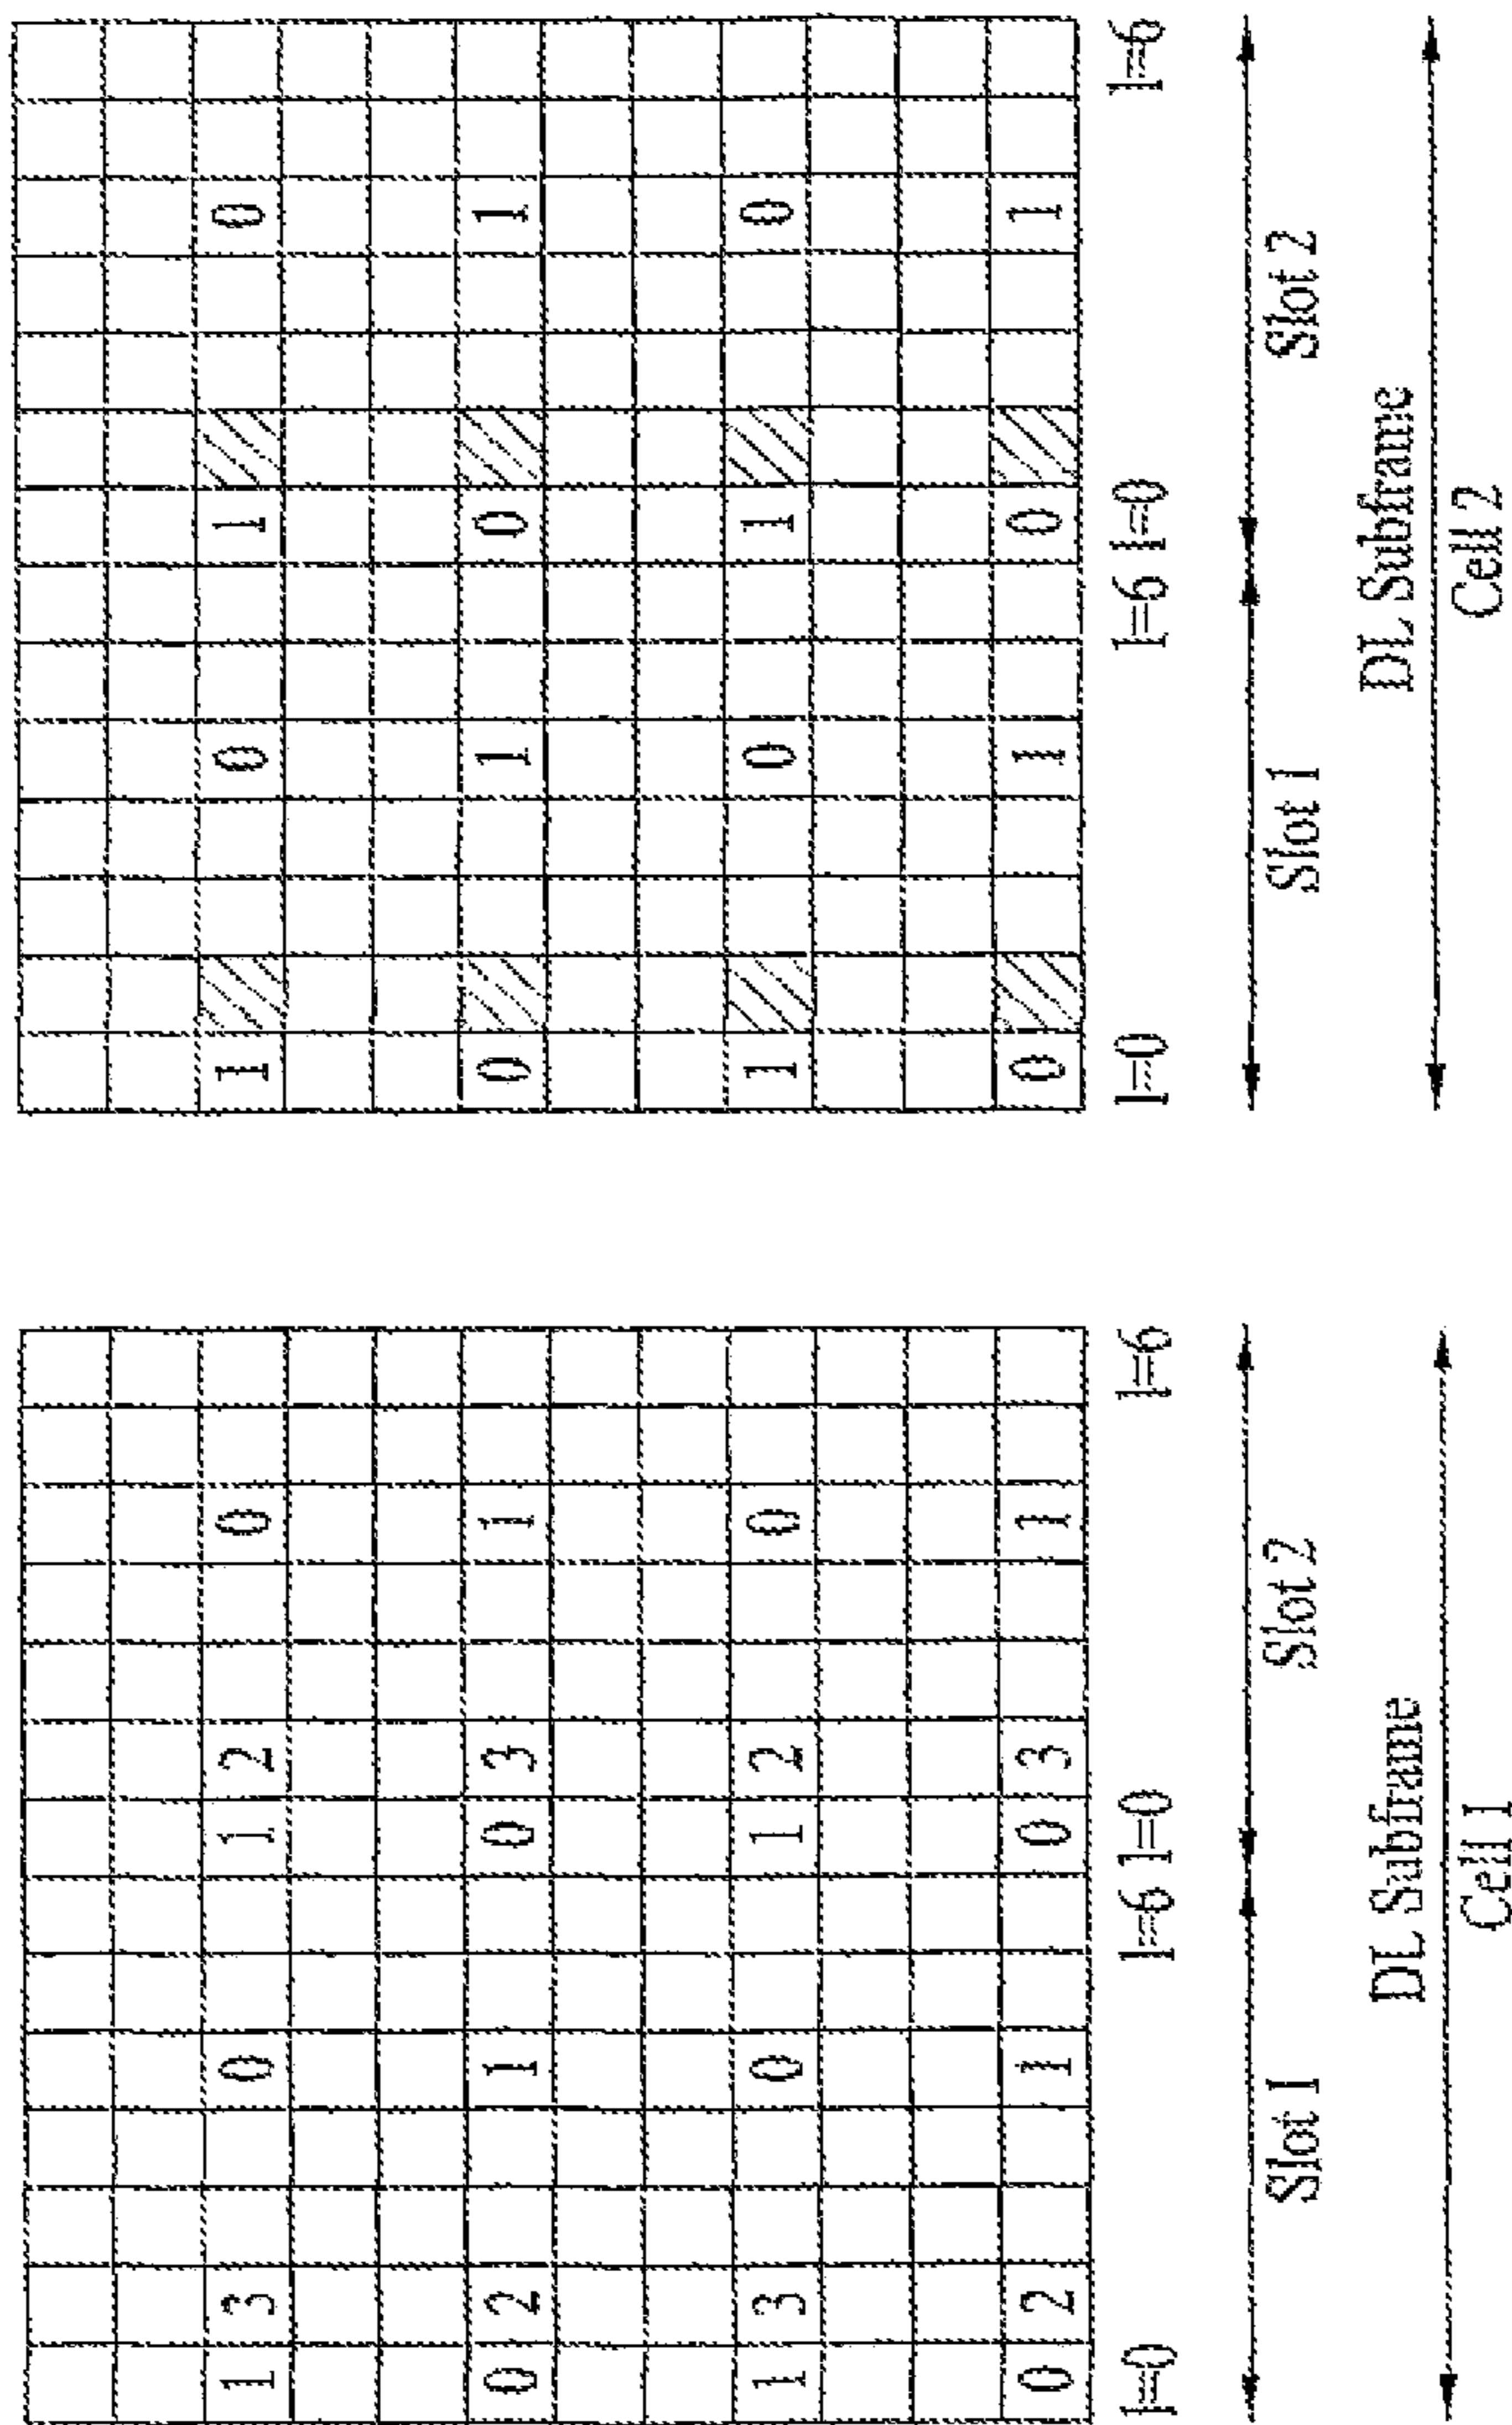 1 3 0 1 2 0
0 2 1 0 3 1
1 3 0 1 2 0
0 2 1 0 3 1
l=0 l=6 l=0 l=6
Slot 1 Slot 2
DL Subframe
Cell 1
1 0 1 0
0 1 0 1
1 0 1 0
0 1 0 1
l=0 l=6 l=0 l=6
Slot 1 Slot 2
DL Subframe
Cell 2